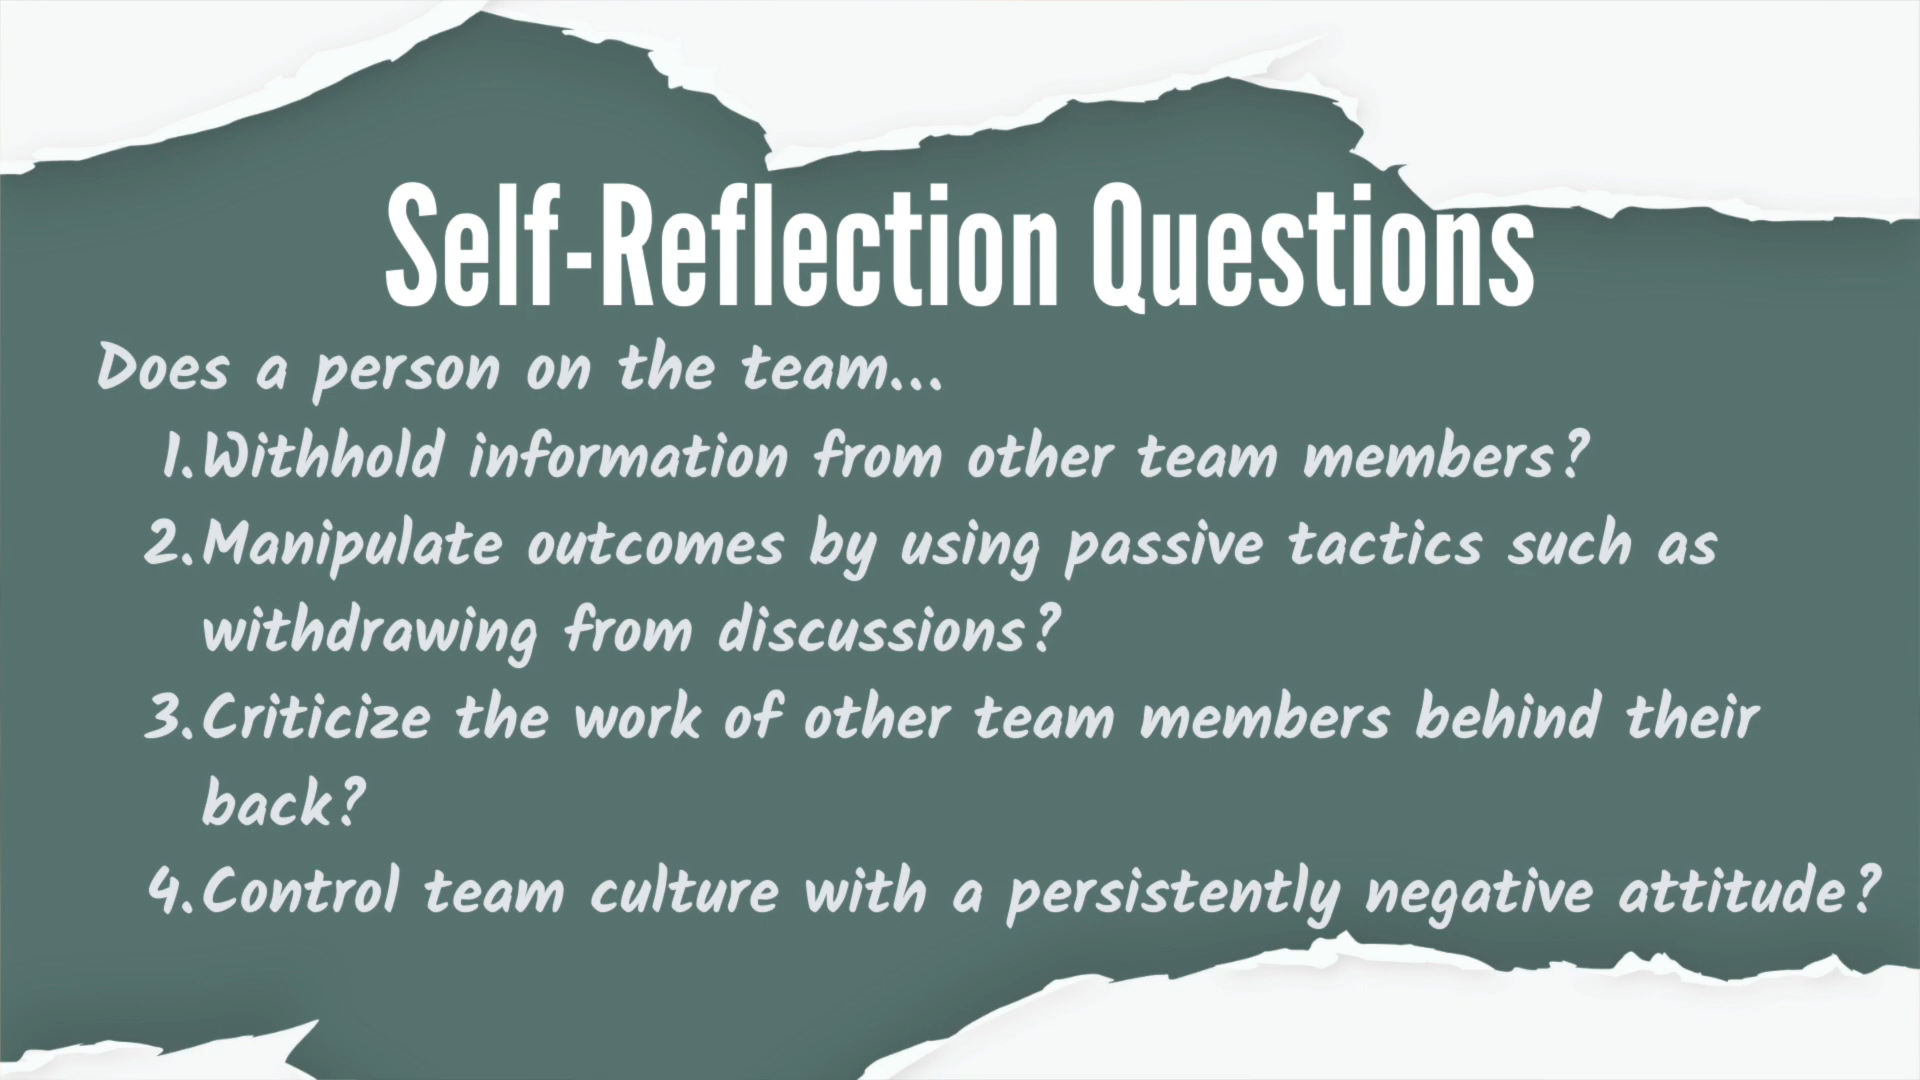 Self-Reflection Questions
Does a person on the team...
1.Withhold information from other team members?
2.Manipulate outcomes by using passive tactics such as
withdrawing from discussions?
3.Criticize the work of other team members behind their
back?
4.Control team culture with a persistently negative attitude?